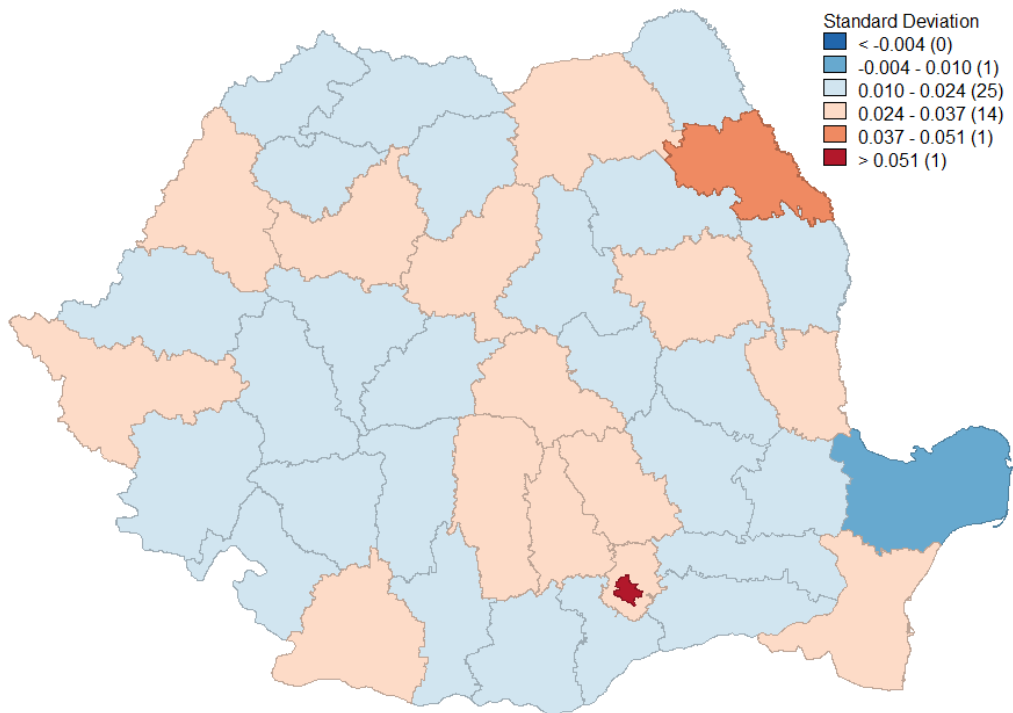 Standard Deviation
< -0.004 (0)
-0.004 - 0.010 (1)
0.010 - 0.024 (25)
0.024 - 0.037 (14)
0.037 - 0.051 (1)
> 0.051 (1)